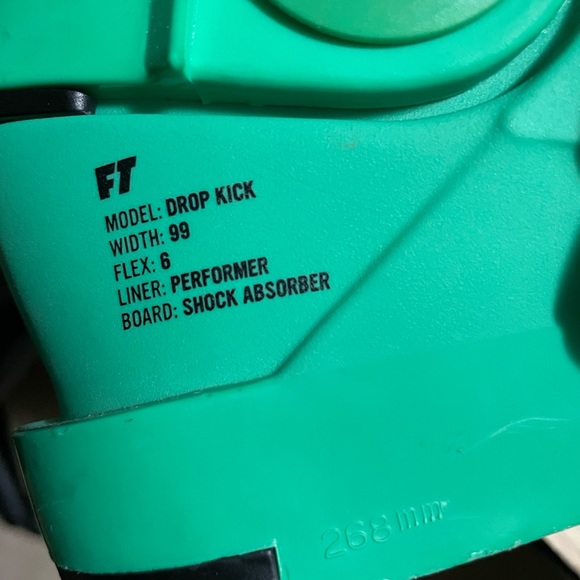 FT
MODEL: DROP KICK
WIDTH: 99
FLEX: 6
LINER: PERFORMER
BOARD: SHOCK ABSORBER
268mm